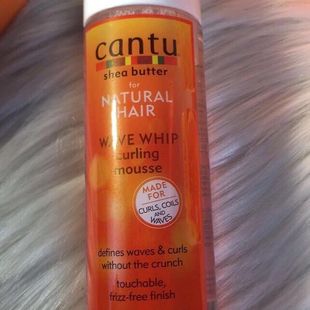 cantu
shea butter
for
NATURAL
HAIR
WAVE WHIP
curling
mousse
MADE
FOR
CURLS, COILS
AND
WAVES
defines waves & curls
without the crunch
touchable,
frizz-free finish